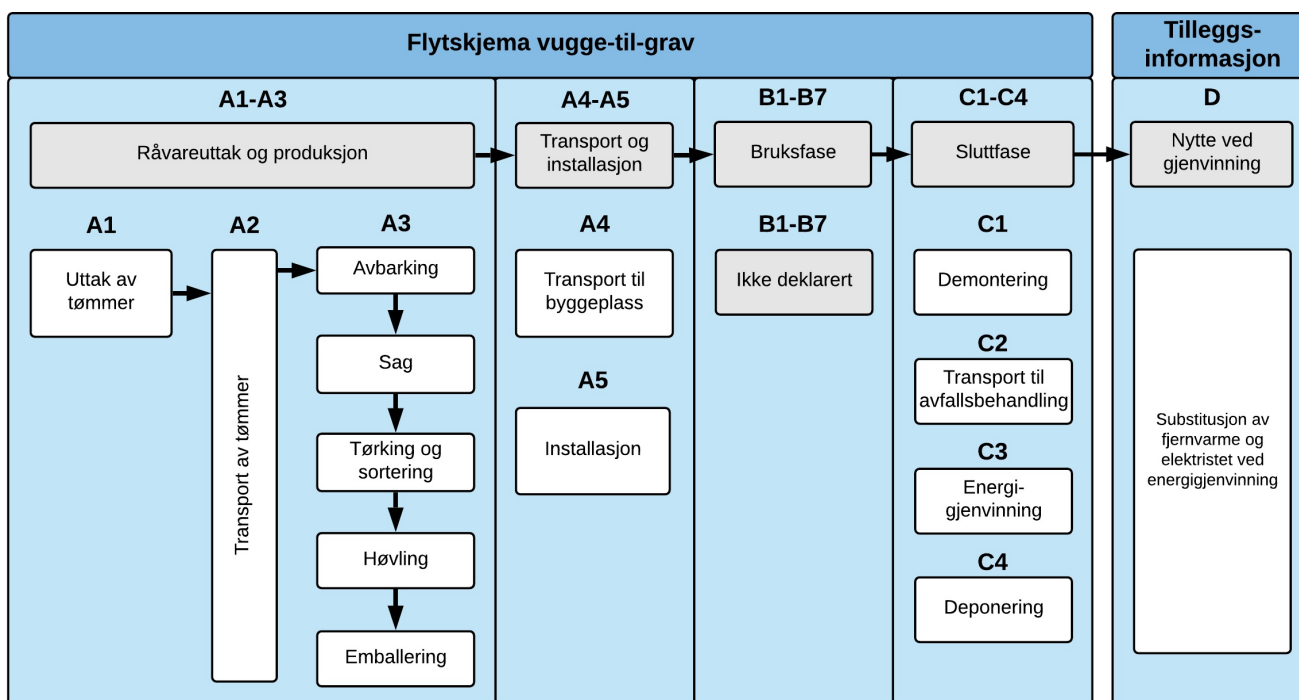 Flytskjema vugge-til-grav
Tilleggs-
informasjon
A1-A3
Råvareuttak og produksjon
A1
Uttak av
tømmer
A2
Transport av tømmer
A3
Avbarking
Sag
Tørking og
sortering
Høvling
Emballering
A4-A5
Transport og
installasjon
A4
Transport til
byggeplass
A5
Installasjon
B1-B7
Bruksfase
B1-B7
Ikke deklarert
C1-C4
Sluttfase
C1
Demontering
C2
Transport til
avfallsbehandling
C3
Energi-
gjenvinning
C4
Deponering
D
Nytte ved
gjenvinning
Substitusjon av
fjernvarme og
elektristet ved
energigjenvinning